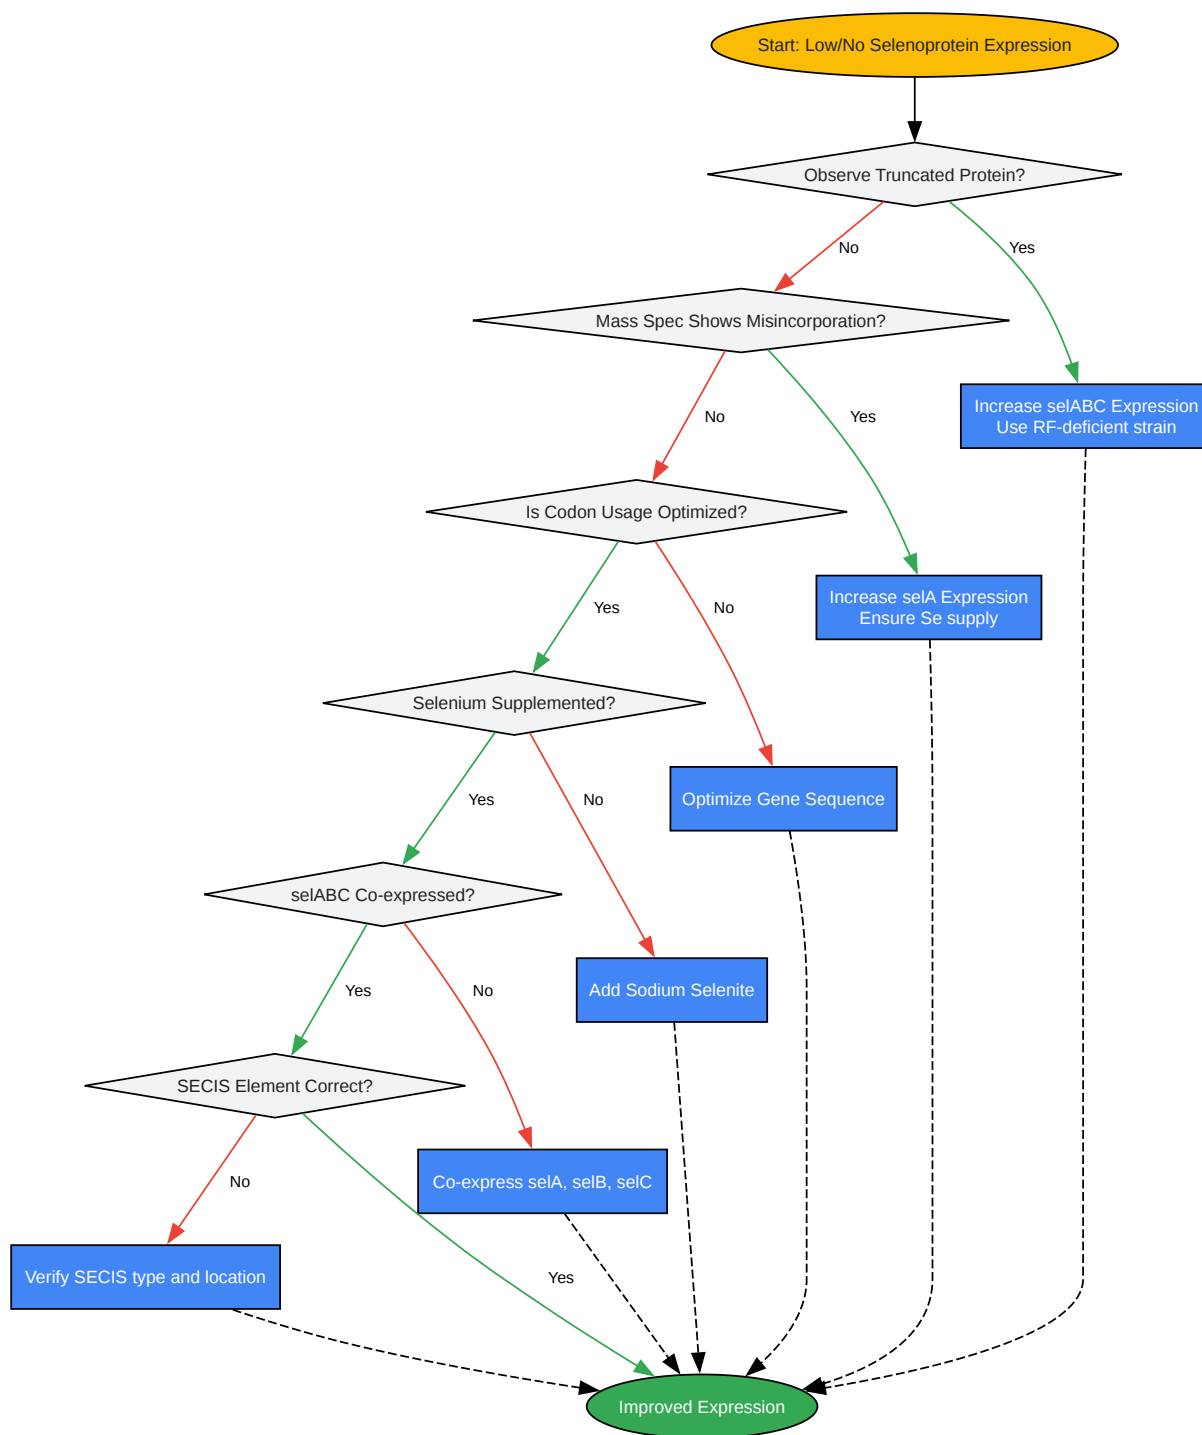 Start: Low/No Selenoprotein Expression
Observe Truncated Protein?
No
Yes
Mass Spec Shows Misincorporation?
Increase selABC Expression
Use RF-deficient strain
No
Yes
Is Codon Usage Optimized?
Increase selA Expression
Ensure Se supply
Yes
No
Selenium Supplemented?
Optimize Gene Sequence
Yes
No
selABC Co-expressed?
Add Sodium Selenite
Yes
No
SECIS Element Correct?
Co-express selA, selB, selC
No
Verify SECIS type and location
Yes
Improved Expression